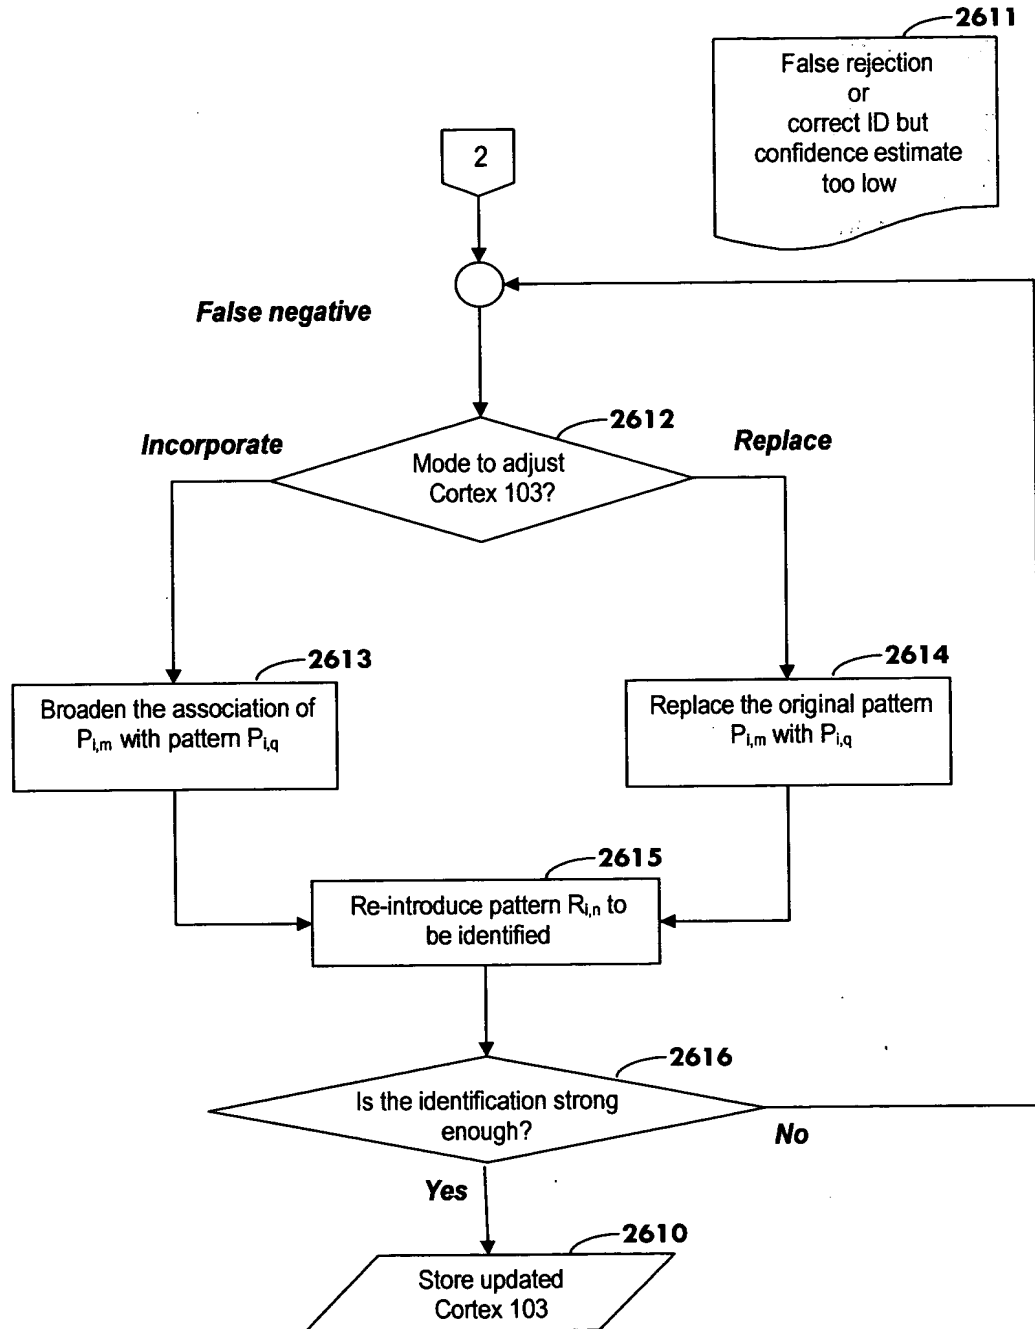 2611
False rejection
or
correct ID but
confidence estimate
too low
2
False negative
2612
Incorporate
Replace
Mode to adjust
Cortex 103?
2613
2614
Broaden the association of
Pi,m with pattern Pi,q
Replace the original pattern
Pi,m with Pi,q
2615
Re-introduce pattern Ri,n to
be identified
2616
Is the identification strong
enough?
No
Yes
2610
Store updated
Cortex 103